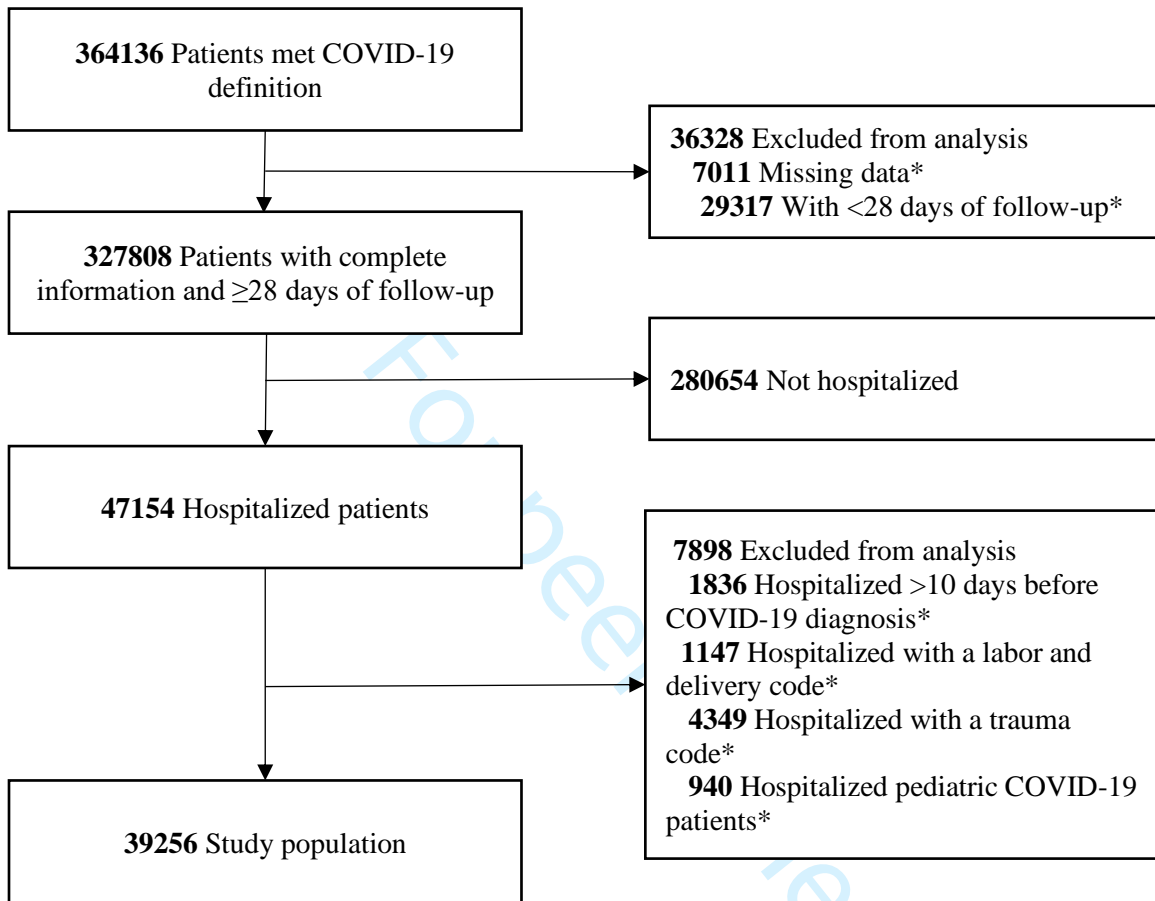 364136 Patients met COVID-19
definition
36328 Excluded from analysis
7011 Missing data*
29317 With <28 days of follow-up*
327808 Patients with complete
information and ≥28 days of follow-up
280654 Not hospitalized
47154 Hospitalized patients
7898 Excluded from analysis
1836 Hospitalized >10 days before
COVID-19 diagnosis*
1147 Hospitalized with a labor and
delivery code*
4349 Hospitalized with a trauma
code*
940 Hospitalized pediatric COVID-19
patients*
39256 Study population
For peer